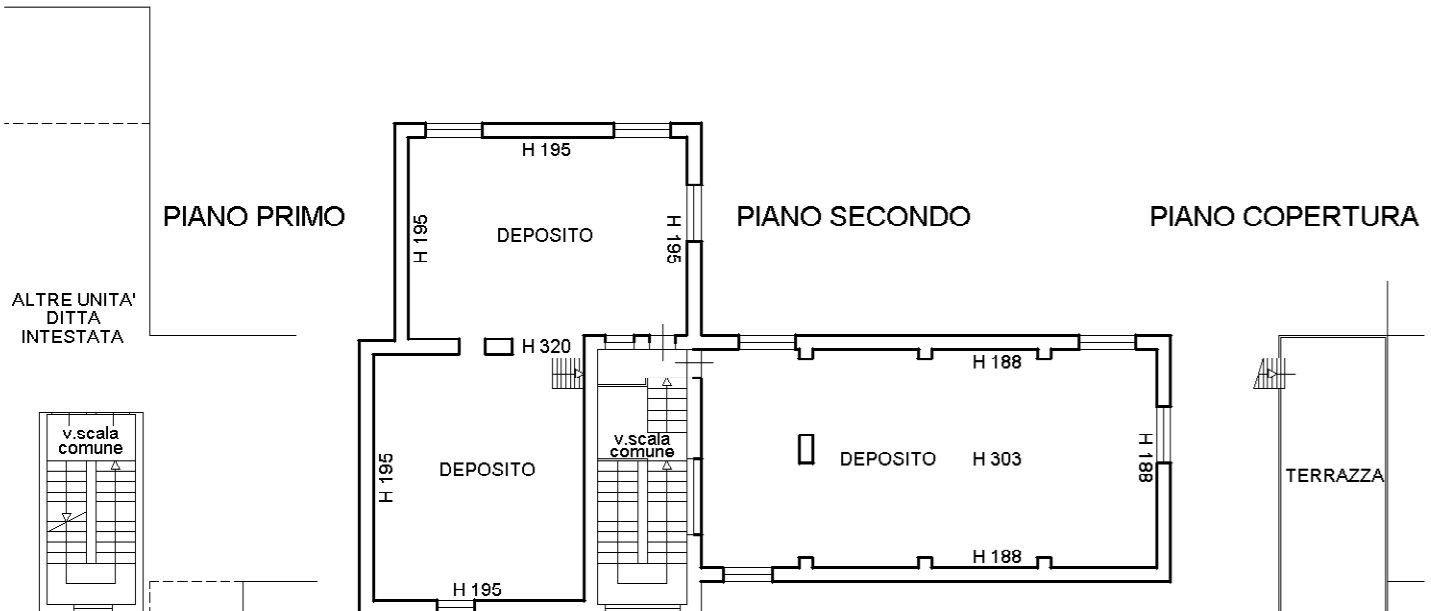 H 195
PIANO PRIMO
H 195
DEPOSITO
H 195
PIANO SECONDO
PIANO COPERTURA
ALTRE UNITA'
DITTA
INTESTATA
H 320
H 188
v.scala
comune
v.scala
comune
H 195
DEPOSITO
DEPOSITO
H 303
H 188
TERRAZZA
H 188
H 195